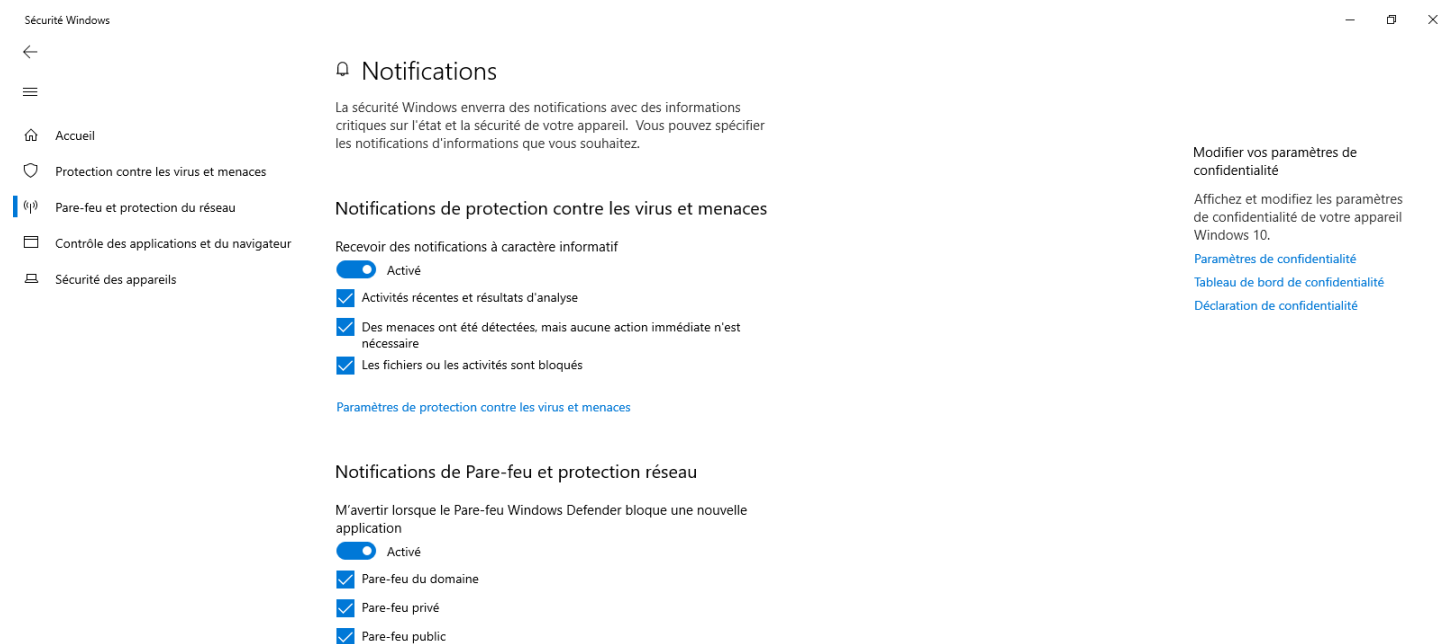 Sécurité Windows
Accueil
Protection contre les virus et menaces
Pare-feu et protection du réseau
Contrôle des applications et du navigateur
Sécurité des appareils
Notifications
La sécurité Windows enverra des notifications avec des informations
critiques sur l'état et la sécurité de votre appareil.  Vous pouvez spécifier
les notifications d'informations que vous souhaitez.
Notifications de protection contre les virus et menaces
Recevoir des notifications à caractère informatif
Activé
Activités récentes et résultats d'analyse
Des menaces ont été détectées, mais aucune action immédiate n'est
nécessaire
Les fichiers ou les activités sont bloqués
Paramètres de protection contre les virus et menaces
Notifications de Pare-feu et protection réseau
M’avertir lorsque le Pare-feu Windows Defender bloque une nouvelle
application
Activé
Pare-feu du domaine
Pare-feu privé
Pare-feu public
Modifier vos paramètres de
confidentialité
Affichez et modifiez les paramètres
de confidentialité de votre appareil
Windows 10.
Paramètres de confidentialité
Tableau de bord de confidentialité
Déclaration de confidentialité